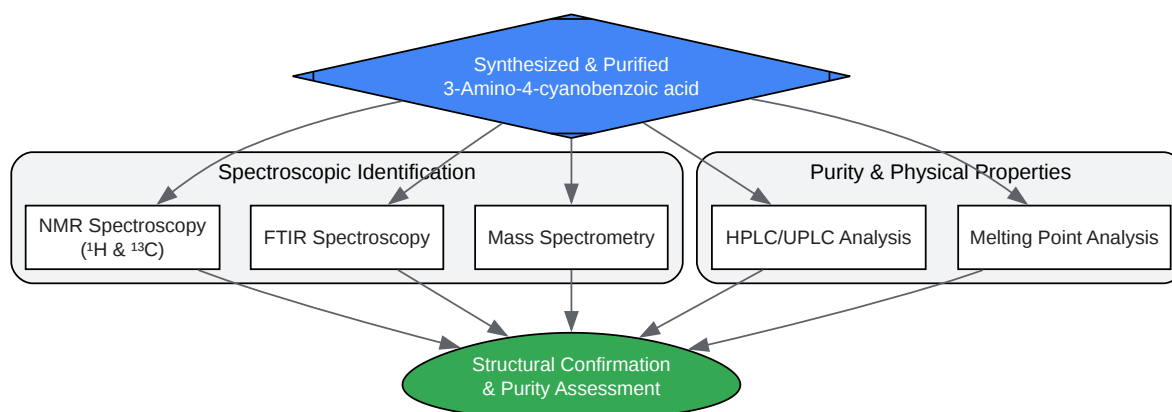 Synthesized & Purified
3-Amino-4-cyanobenzoic acid
Spectroscopic Identification
Purity & Physical Properties
NMR Spectroscopy
(¹H & ¹³C)
FTIR Spectroscopy
Mass Spectrometry
HPLC/UPLC Analysis
Melting Point Analysis
Structural Confirmation
& Purity Assessment